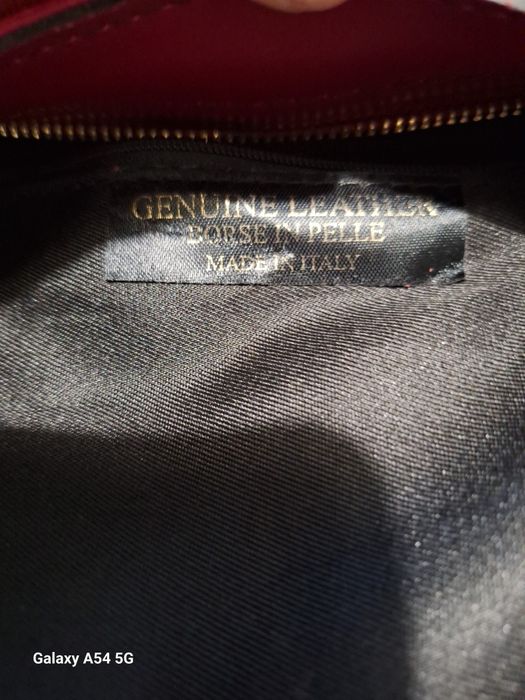 GENUINE LEATHER
BORSE IN PELLE
MADE IN ITALY
Galaxy A54 5G